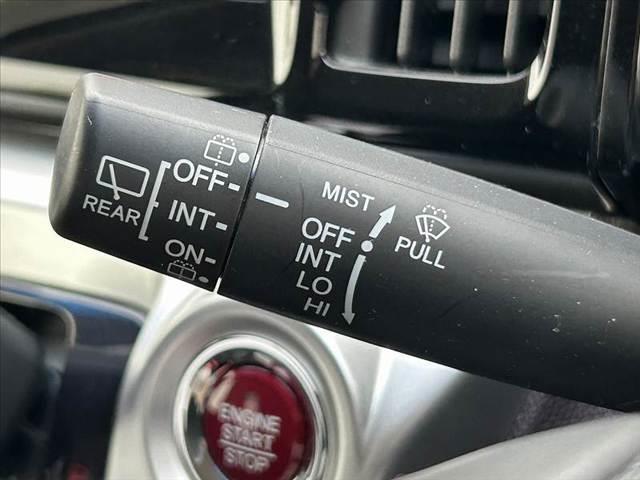 REAR
OFF
INT
ON
MIST
OFF
INT
LO
HI
PULL
ENGINE
START
STOP